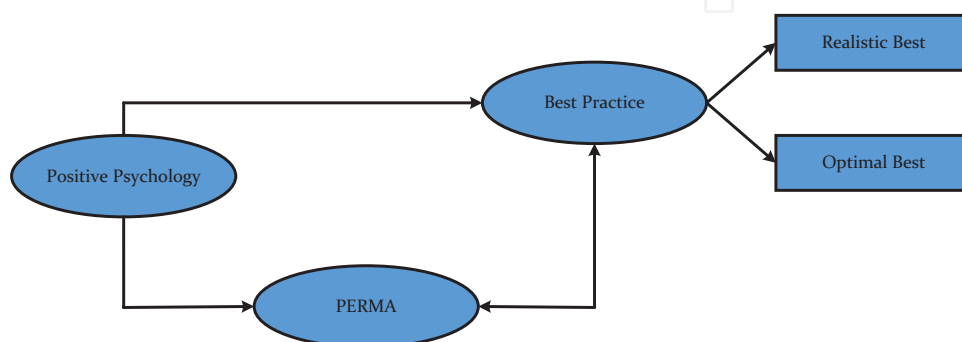 Realistic Best
Best Practice
Optimal Best
Positive Psychology
PERMA